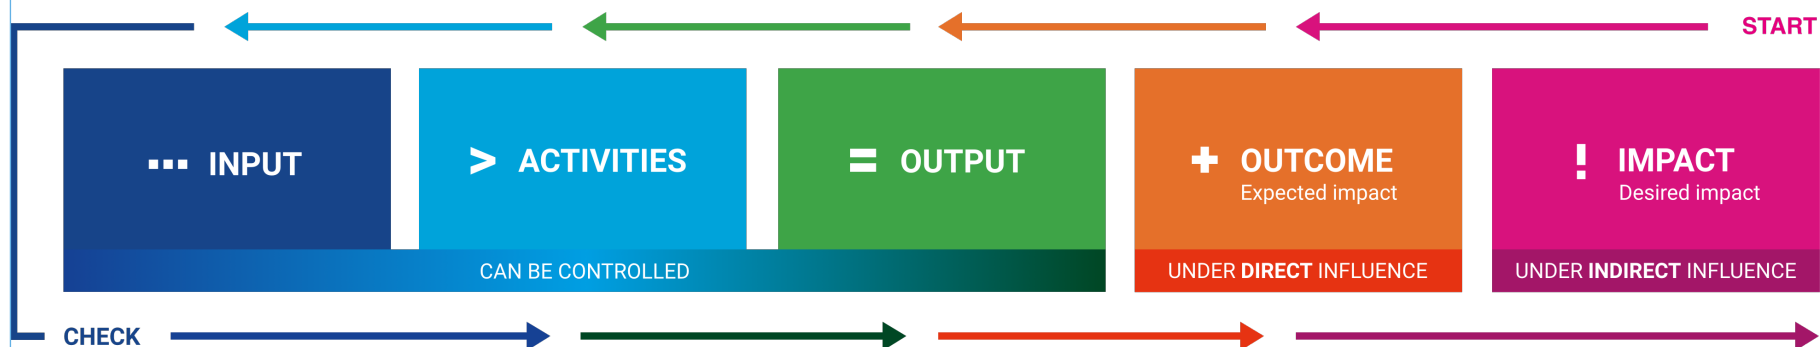 START
INPUT
> ACTIVITIES
= OUTPUT
+ OUTCOME
Expected impact
! IMPACT
Desired impact
CAN BE CONTROLLED
UNDER DIRECT INFLUENCE
UNDER INDIRECT INFLUENCE
CHECK